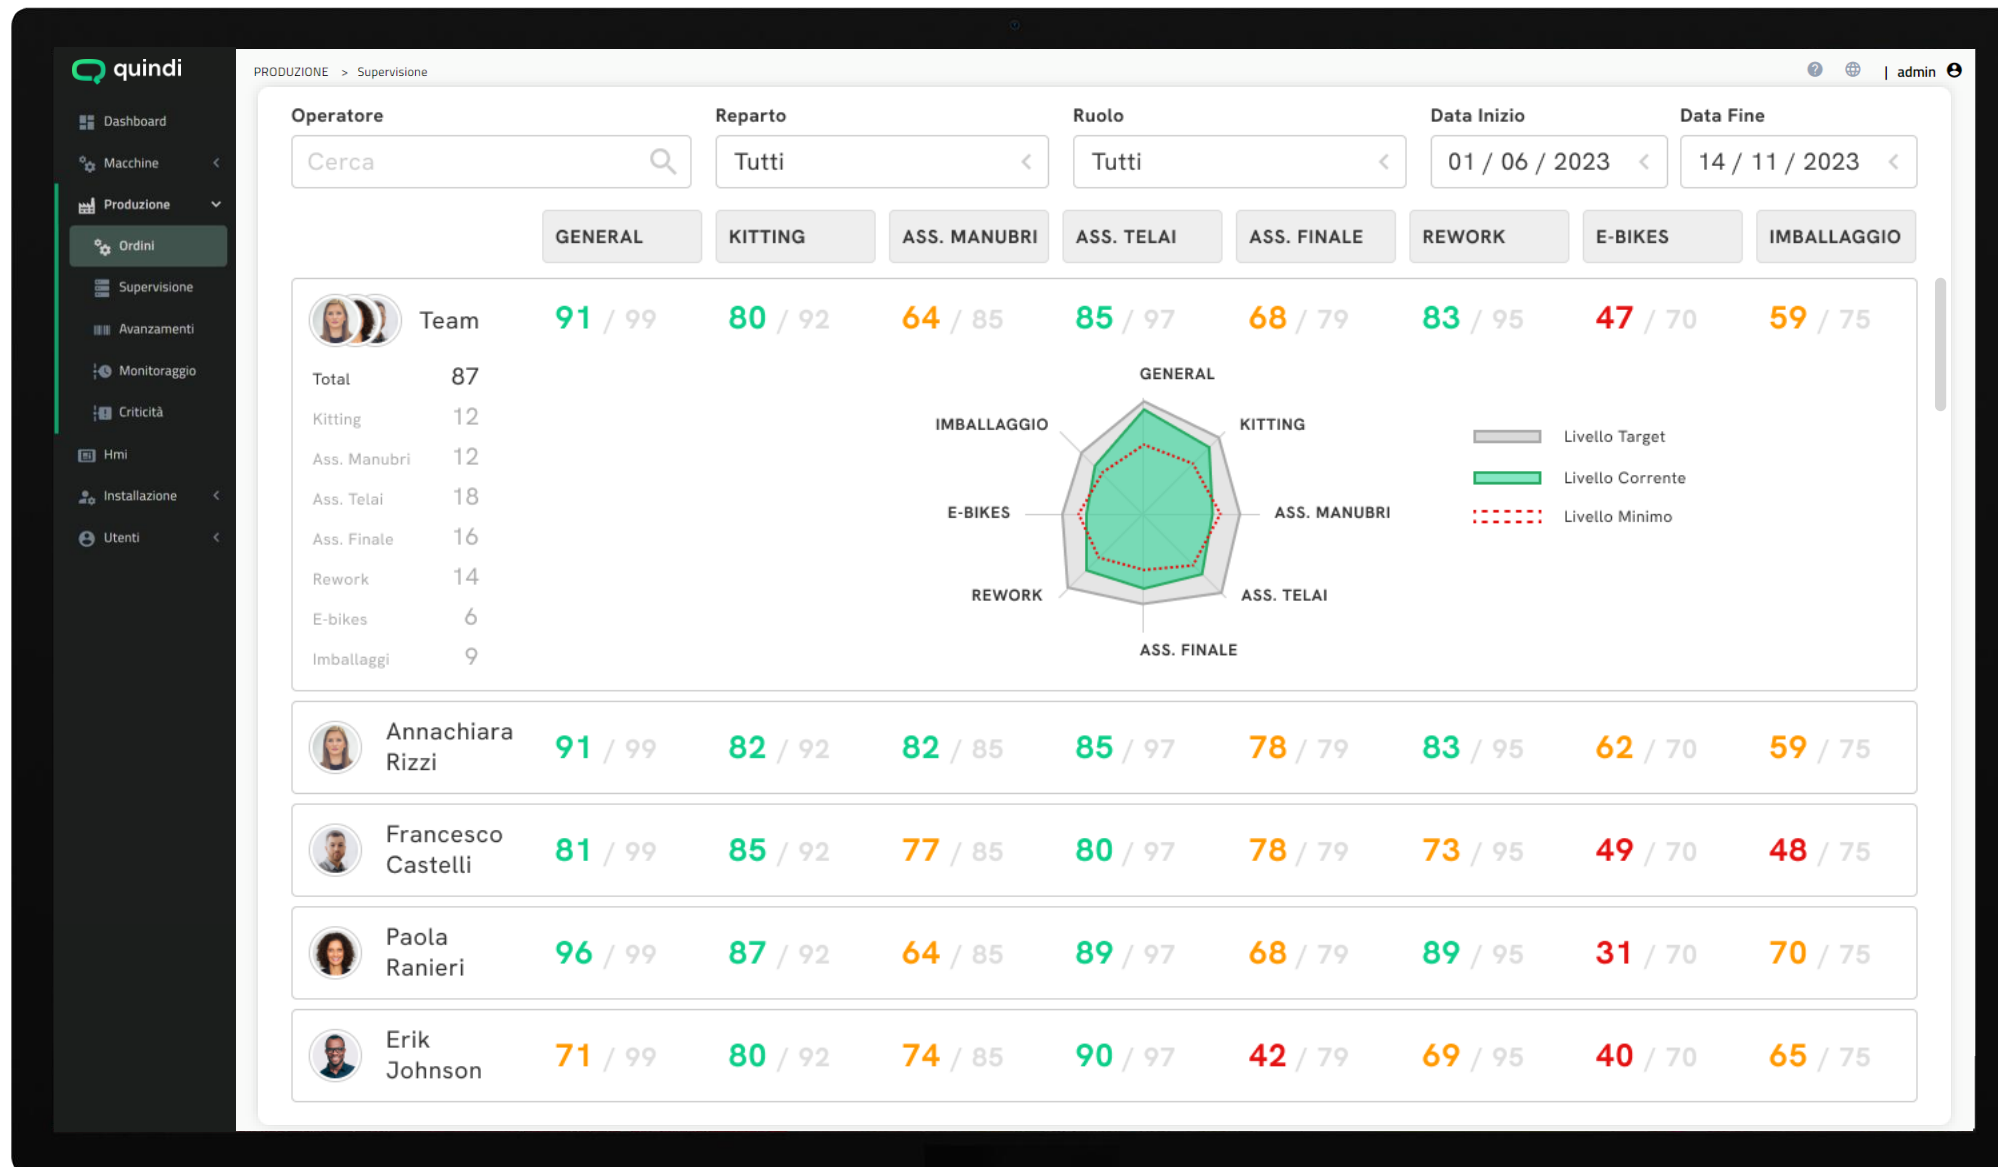 quindi
PRODUZIONE > Supervisione
| admin
Dashboard
Macchine
Produzione
Ordini
Supervisione
Avanzamenti
Monitoraggio
Criticità
Hmi
Installazione
Utenti
Operatore
Reparto
Ruolo
Data Inizio
Data Fine
Cerca
Tutti
Tutti
01 / 06 / 2023
14 / 11 / 2023
GENERAL
KITTING
ASS. MANUBRI
ASS. TELAI
ASS. FINALE
REWORK
E-BIKES
IMBALLAGGIO
Team 91 / 99 80 / 92 64 / 85 85 / 97 68 / 79 83 / 95 47 / 70 59 / 75
Total 87
Kitting 12
Ass. Manubri 12
Ass. Telai 18
Ass. Finale 16
Rework 14
E-bikes 6
Imballaggi 9
GENERAL
KITTING
ASS. MANUBRI
ASS. TELAI
ASS. FINALE
REWORK
E-BIKES
IMBALLAGGIO
Livello Target
Livello Corrente
Livello Minimo
Annachiara
Rizzi
91 / 99 82 / 92 82 / 85 85 / 97 78 / 79 83 / 95 62 / 70 59 / 75
Francesco
Castelli
81 / 99 85 / 92 77 / 85 80 / 97 78 / 79 73 / 95 49 / 70 48 / 75
Paola
Ranieri
96 / 99 87 / 92 64 / 85 89 / 97 68 / 79 89 / 95 31 / 70 70 / 75
Erik
Johnson
71 / 99 80 / 92 74 / 85 90 / 97 42 / 79 69 / 95 40 / 70 65 / 75